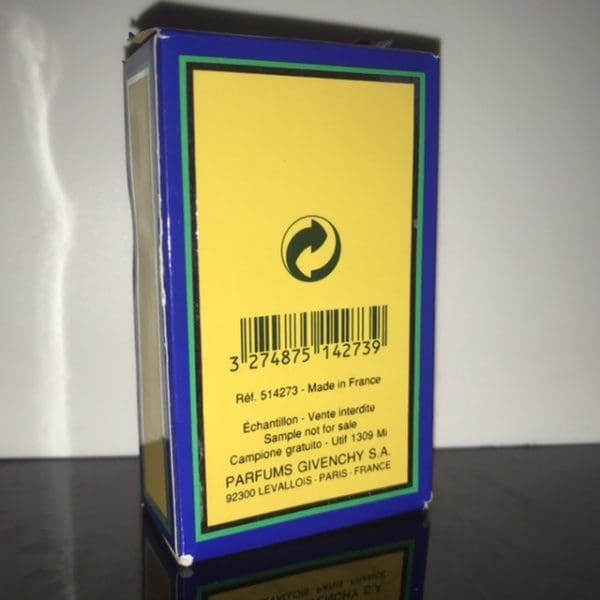 3 274875 142739
Réf. 514273 - Made in France
Échantillon - Vente interdite
Sample not for sale
Campione gratuito - Utif 1309 Mi
PARFUMS GIVENCHY S.A.
92300 LEVALLOIS - PARIS - FRANCE